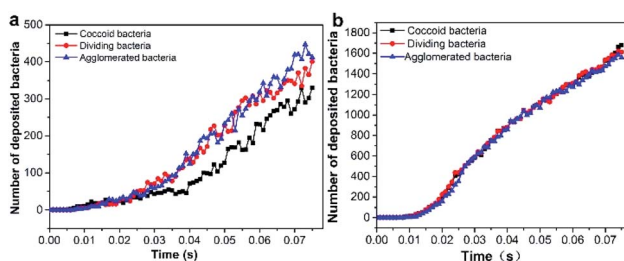 a
Coccoid bacteria
Dividing bacteria
Agglomerated bacteria
Number of deposited bacteria
500
400
300
200
100
0
0.00 0.01 0.02 0.03 0.04 0.05 0.06 0.07
Time (s)
b
Coccoid bacteria
Dividing bacteria
Agglomerated bacteria
Number of deposited bacteria
1800
1600
1400
1200
1000
800
600
400
200
0
0.00 0.01 0.02 0.03 0.04 0.05 0.06 0.07
Time（s）